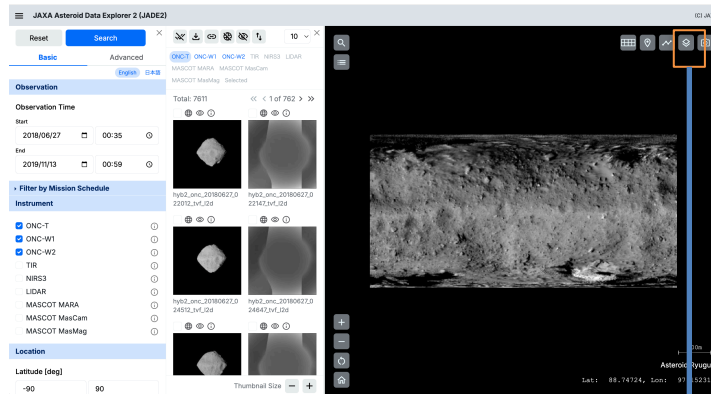 JAXA Asteroid Data Explorer 2 (JADE2)
(C) JA
Reset
Search
Basic
Advanced
English
日本語
Observation
Observation Time
Start
2018/06/27
00:35
End
2019/11/13
00:59
Filter by Mission Schedule
Instrument
ONC-T
ONC-W1
ONC-W2
TIR
NIRS3
LIDAR
MASCOT MARA
MASCOT MasCam
MASCOT MasMag
Location
Latitude [deg]
-90
90
10
ONC-T ONC-W1 ONC-W2 TIR NIRS3 LIDAR
MASCOT MARA MASCOT MasCam
MASCOT MasMag Selected
Total: 7611
1 of 762
hyb2_onc_20180627_0
22012_tvf_l2d
hyb2_onc_20180627_0
22147_tvf_l2d
hyb2_onc_20180627_0
24512_tvf_l2d
hyb2_onc_20180627_0
24647_tvf_l2d
Thumbnail Size
Asteroid Ryugu
Lat: 88.74724, Lon: